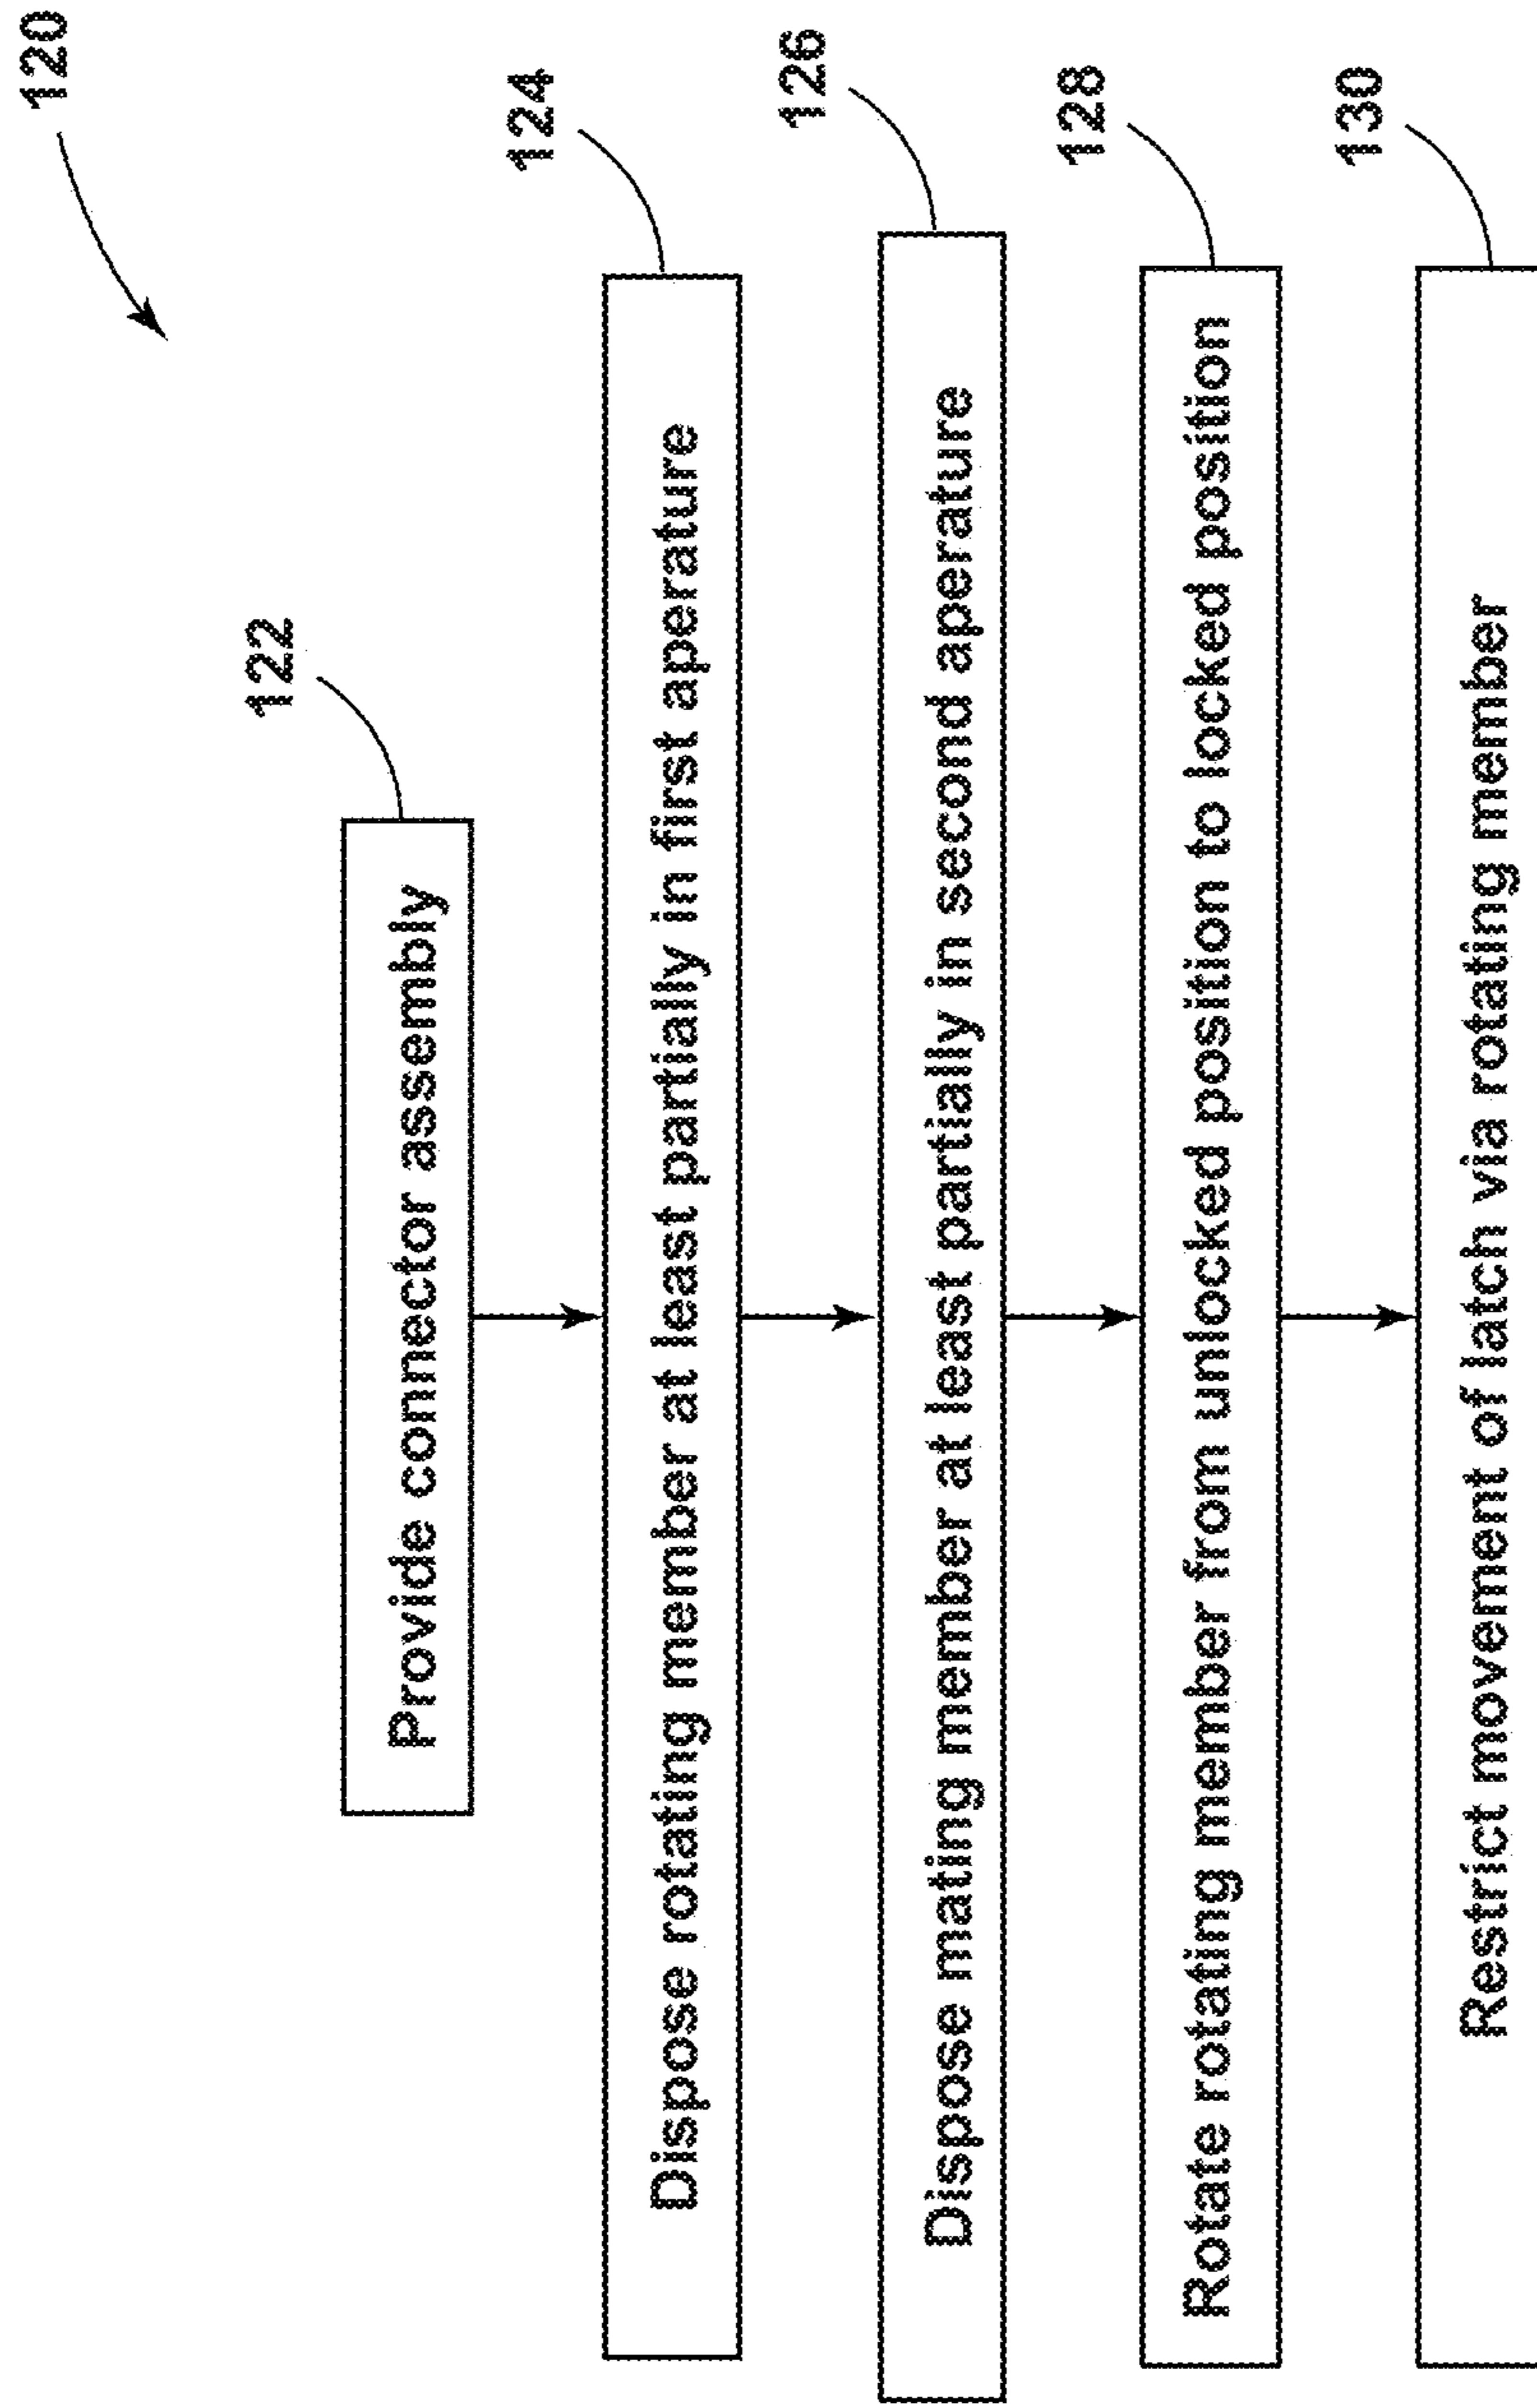 120
122
Provide connector assembly
124
Dispose rotating member at least partially in first aperature
126
Dispose mating member at least partially in second aperature
128
Rotate rotating member from unlocked position to locked position
130
Restrict movement of latch via rotating member